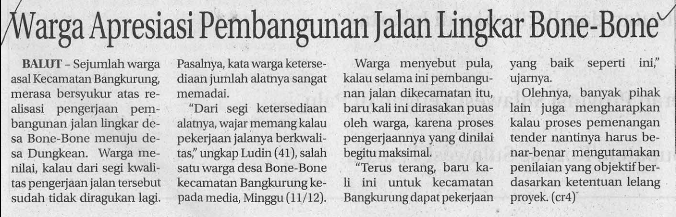 Warga Apresiasi Pembangunan Jalan Lingkar Bone-Bone
BALUT – Sejumlah warga
asal Kecamatan Bangkurung,
merasa bersyukur atas re-
alisasi pengerjaan pem-
bangunan jalan lingkar de-
sa Bone-Bone menuju de-
sa Dungkean. Warga me-
nilai, kalau dari segi kwali-
tas pengerjaan jalan tersebut
sudah tidak diragukan lagi.
Pasalnya, kata warga keterse-
diaan jumlah alatnya sangat
memadai.
"Dari segi ketersediaan
alatnya, wajar memang kalau
pekerjaan jalanya berkwali-
tas," ungkap Ludin (41), salah
satu warga desa Bone-Bone
kecamatan Bangkurung ke-
pada media, Minggu (11/12).
Warga menyebut pula,
kalau selama ini pembangu-
nan jalan dikecamatan itu,
baru kali ini dirasakan puas
oleh warga, karena proses
pengerjaannya yang dinilai
begitu maksimal.
"Terus terang, baru ka-
li ini untuk kecamatan
Bangkurung dapat pekerjaan
yang baik seperti ini,"
ujarnya.
Olehnya, banyak pihak
lain juga mengharapkan
kalau proses pemenangan
tender nantinya harus be-
nar-benar mengutamakan
penilaian yang objektif ber-
dasarkan ketentuan lelang
proyek. (cr4)